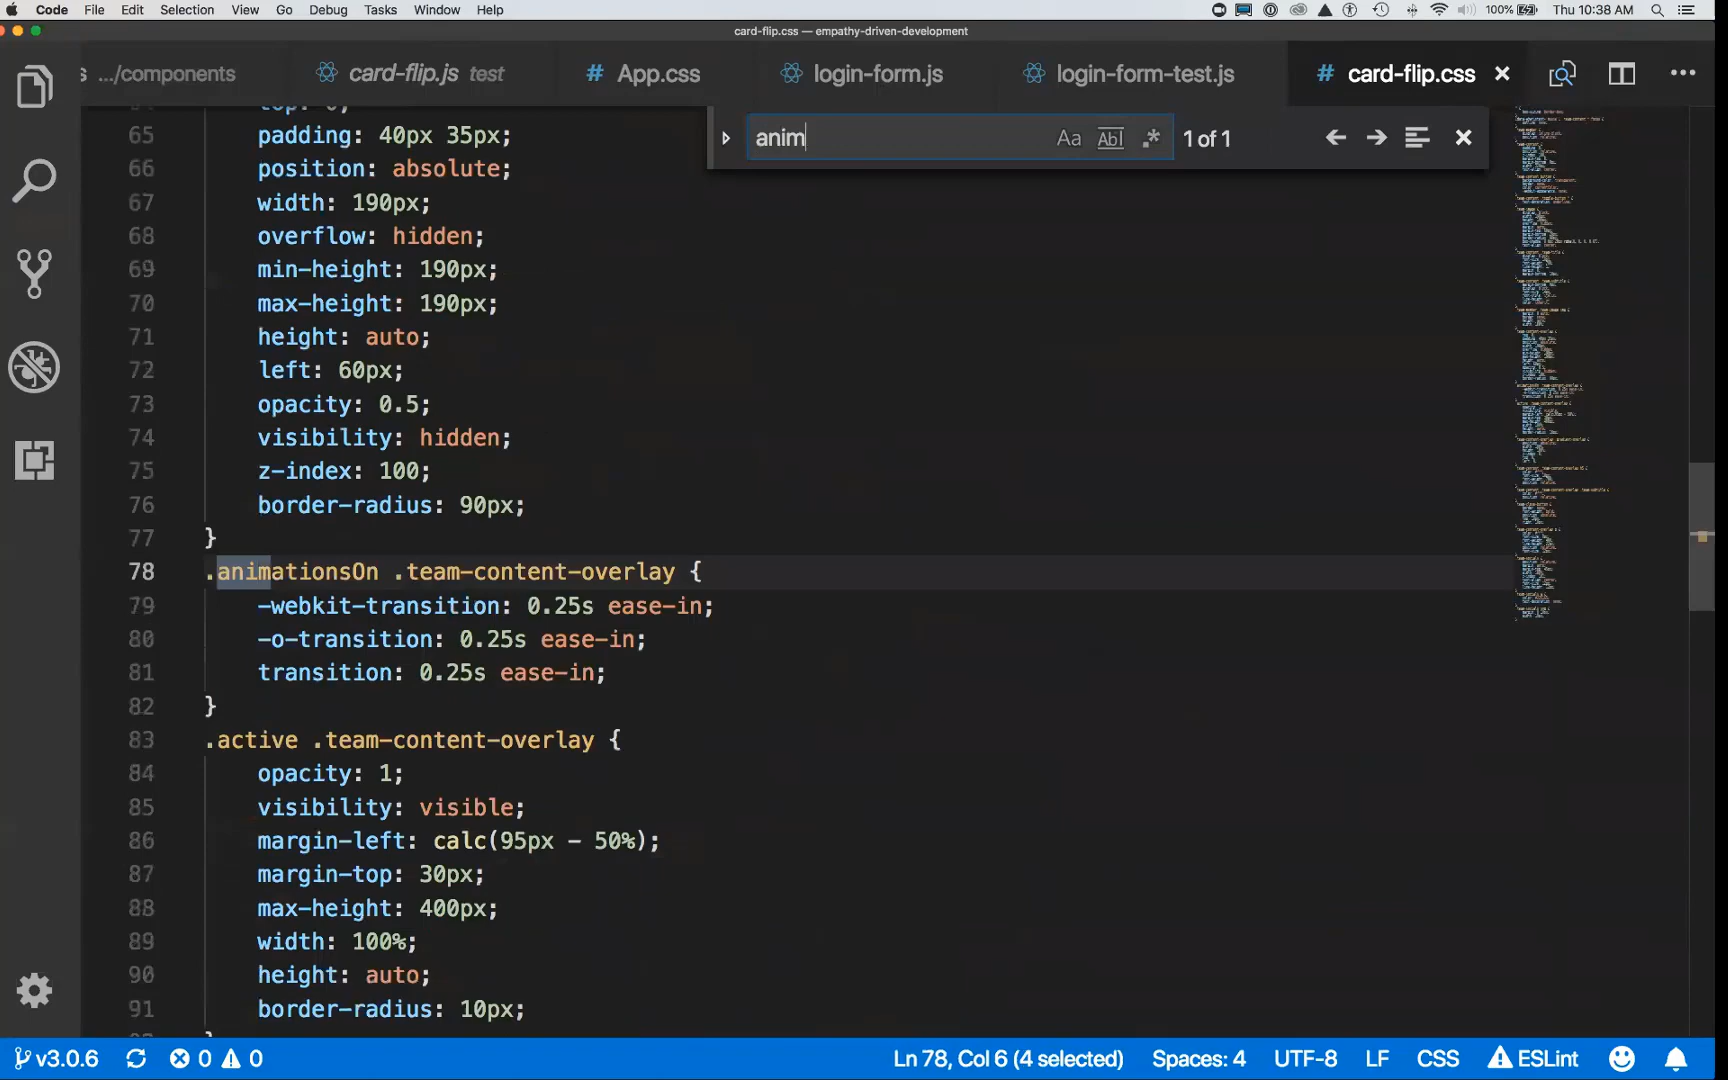 Code File Edit Selection View Go Debug Tasks Window Help 100% Thu 10:38 AM
card-flip.css — empathy-driven-development
s .../components card-flip.js test # App.css login-form.js login-form-test.js # card-flip.css
anim Aa Abl .* 1 of 1
65 padding: 40px 35px;
66 position: absolute;
67 width: 190px;
68 overflow: hidden;
69 min-height: 190px;
70 max-height: 190px;
71 height: auto;
72 left: 60px;
73 opacity: 0.5;
74 visibility: hidden;
75 z-index: 100;
76 border-radius: 90px;
77 }
78 .animationsOn .team-content-overlay {
79 -webkit-transition: 0.25s ease-in;
80 -o-transition: 0.25s ease-in;
81 transition: 0.25s ease-in;
82 }
83 .active .team-content-overlay {
84 opacity: 1;
85 visibility: visible;
86 margin-left: calc(95px - 50%);
87 margin-top: 30px;
88 max-height: 400px;
89 width: 100%;
90 height: auto;
91 border-radius: 10px;
v3.0.6 0 0 Ln 78, Col 6 (4 selected) Spaces: 4 UTF-8 LF CSS ESLint